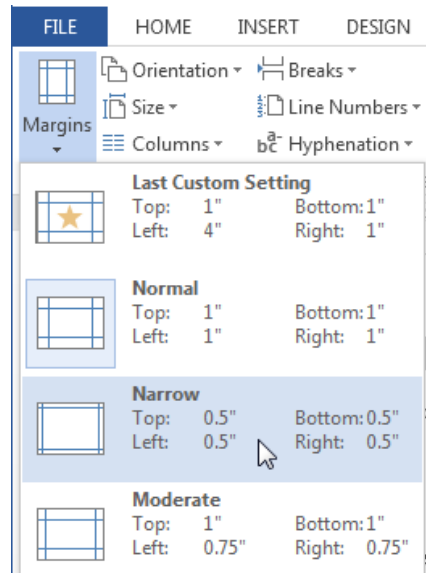 FILE HOME INSERT DESIGN
Margins
Orientation
Size
Columns
Breaks
Line Numbers
Hyphenation
Last Custom Setting
Top: 1" Bottom: 1"
Left: 4" Right: 1"
Normal
Top: 1" Bottom: 1"
Left: 1" Right: 1"
Narrow
Top: 0.5" Bottom: 0.5"
Left: 0.5" Right: 0.5"
Moderate
Top: 1" Bottom: 1"
Left: 0.75" Right: 0.75"